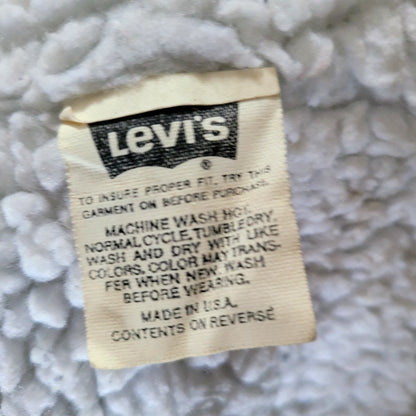 Levi's
®
TO INSURE PROPER FIT, TRY THIS
GARMENT ON BEFORE PURCHASE.
MACHINE WASH HOT,
NORMAL CYCLE, TUMBLE DRY,
WASH AND DRY WITH LIKE
COLORS, COLOR MAY TRANS-
FER WHEN NEW. WASH
BEFORE WEARING.
MADE IN U.S.A.
CONTENTS ON REVERSE